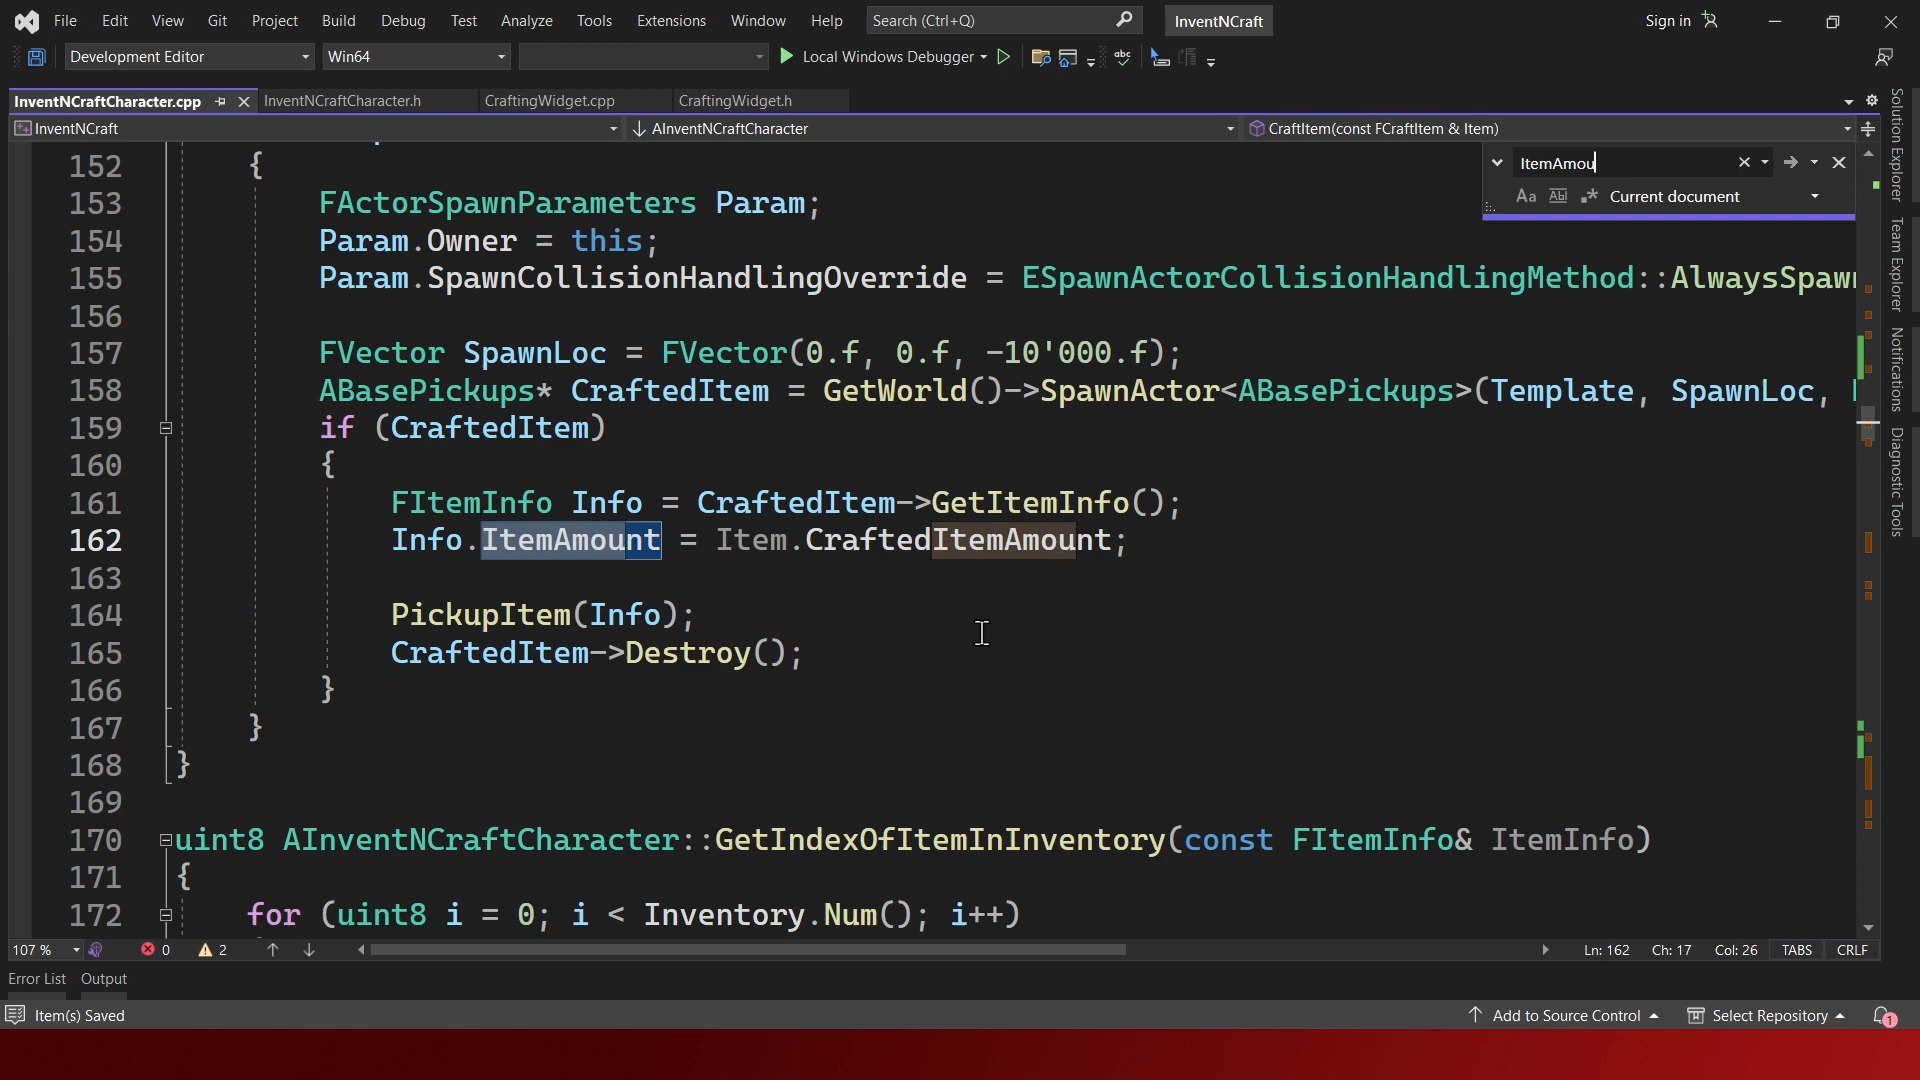 File Edit View Git Project Build Debug Test Analyze Tools Extensions Window Help Search (Ctrl+Q) InventNCraft Sign in
Development Editor Win64 Local Windows Debugger
InventNCraftCharacter.cpp InventNCraftCharacter.h CraftingWidget.cpp CraftingWidget.h
InventNCraft AInventNCraftCharacter CraftItem(const FCraftItem & Item)
ItemAmou
Aa Abl .* Current document
152 {
153 FActorSpawnParameters Param;
154 Param.Owner = this;
155 Param.SpawnCollisionHandlingOverride = ESpawnActorCollisionHandlingMethod::AlwaysSpawn
156
157 FVector SpawnLoc = FVector(0.f, 0.f, -10'000.f);
158 ABasePickups* CraftedItem = GetWorld()->SpawnActor<ABasePickups>(Template, SpawnLoc,
159 if (CraftedItem)
160 {
161 FItemInfo Info = CraftedItem->GetItemInfo();
162 Info.ItemAmount = Item.CraftedItemAmount;
163
164 PickupItem(Info);
165 CraftedItem->Destroy();
166 }
167 }
168 }
169
170 uint8 AInventNCraftCharacter::GetIndexOfItemInInventory(const FItemInfo& ItemInfo)
171 {
172 for (uint8 i = 0; i < Inventory.Num(); i++)
Solution Explorer
Team Explorer
Notifications
Diagnostic Tools
107 % 0 2 Ln: 162 Ch: 17 Col: 26 TABS CRLF
Error List Output
Item(s) Saved Add to Source Control Select Repository 1